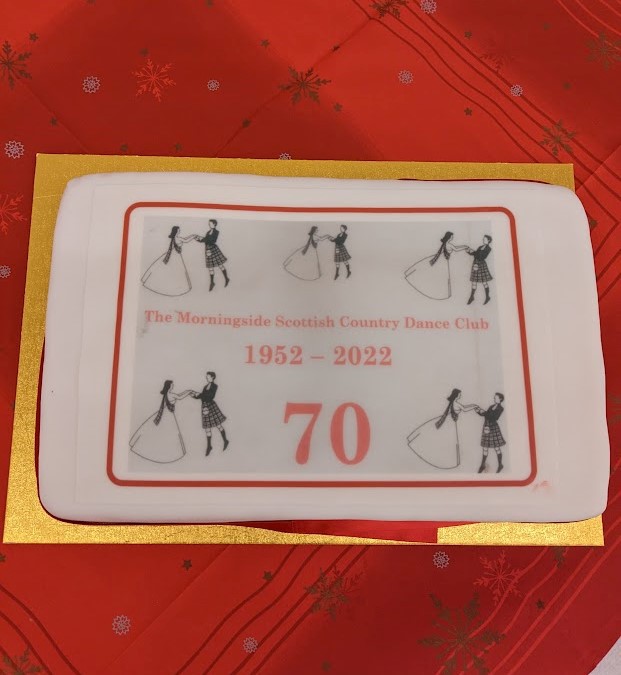 The Morningside Scottish Country Dance Club
1952 – 2022
70